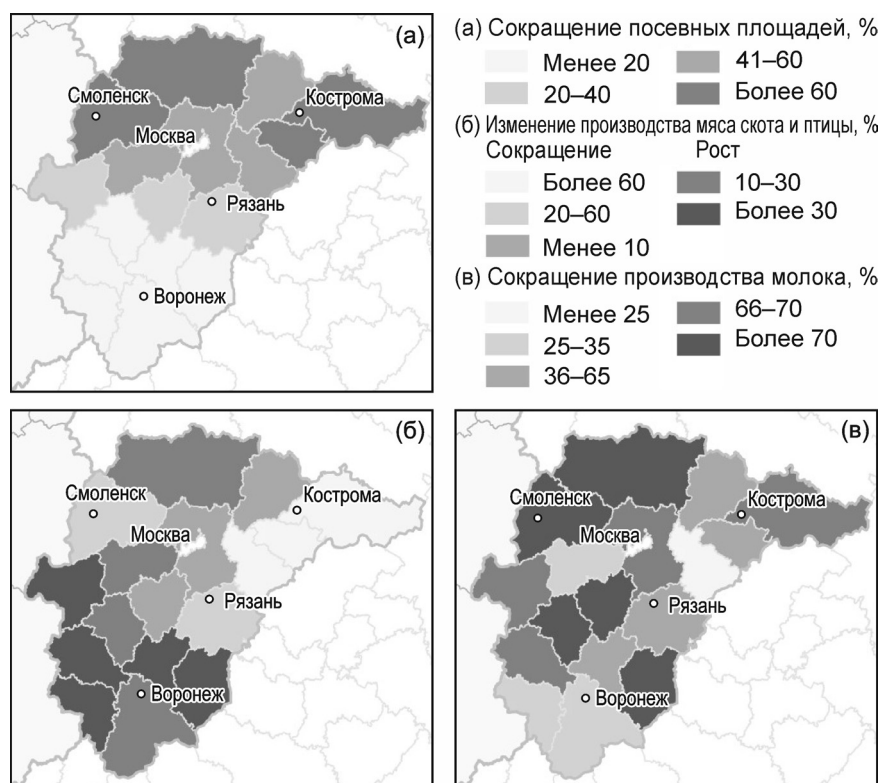 (а)
Смоленск
Кострома
Москва
Рязань
Воронеж
(а) Сокращение посевных площадей, %
Менее 20
41–60
20–40
Более 60
(б) Изменение производства мяса скота и птицы, %
Сокращение
Рост
Более 60
10–30
20–60
Более 30
Менее 10
(в) Сокращение производства молока, %
Менее 25
66–70
25–35
Более 70
36–65
(б)
Смоленск
Кострома
Москва
Рязань
Воронеж
(в)
Смоленск
Кострома
Москва
Рязань
Воронеж